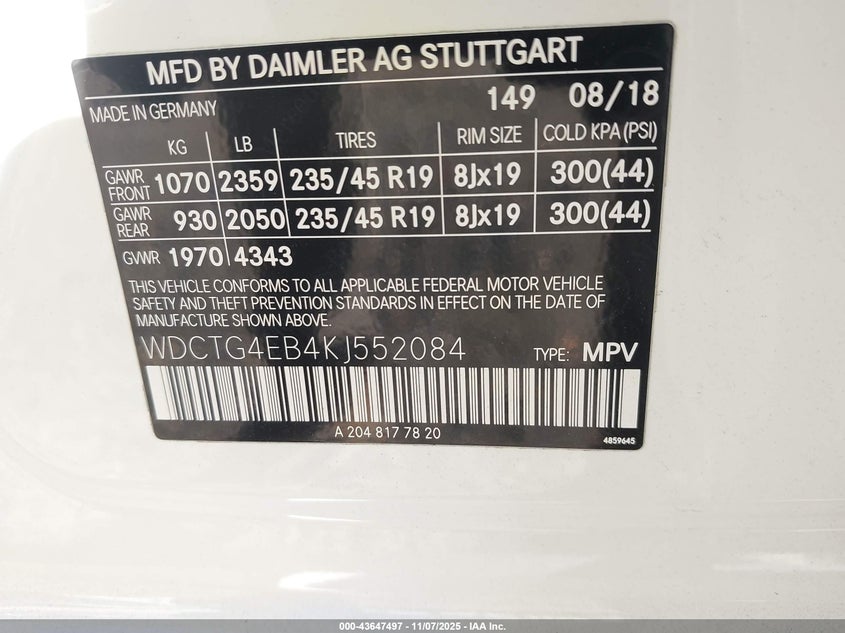 MFD BY DAIMLER AG STUTTGART
MADE IN GERMANY 149 08/18
KG LB TIRES RIM SIZE COLD KPA (PSI)
GAWR FRONT 1070 2359 235/45 R19 8Jx19 300(44)
GAWR REAR 930 2050 235/45 R19 8Jx19 300(44)
GVWR 1970 4343
THIS VEHICLE CONFORMS TO ALL APPLICABLE FEDERAL MOTOR VEHICLE
SAFETY AND THEFT PREVENTION STANDARDS IN EFFECT ON THE DATE OF
MANUFACTURE SHOWN ABOVE.
WDCTG4EB4KJ552084 TYPE: MPV
A 204 817 78 20
4859645
000-43647497 - 11/07/2025 - IAA Inc.